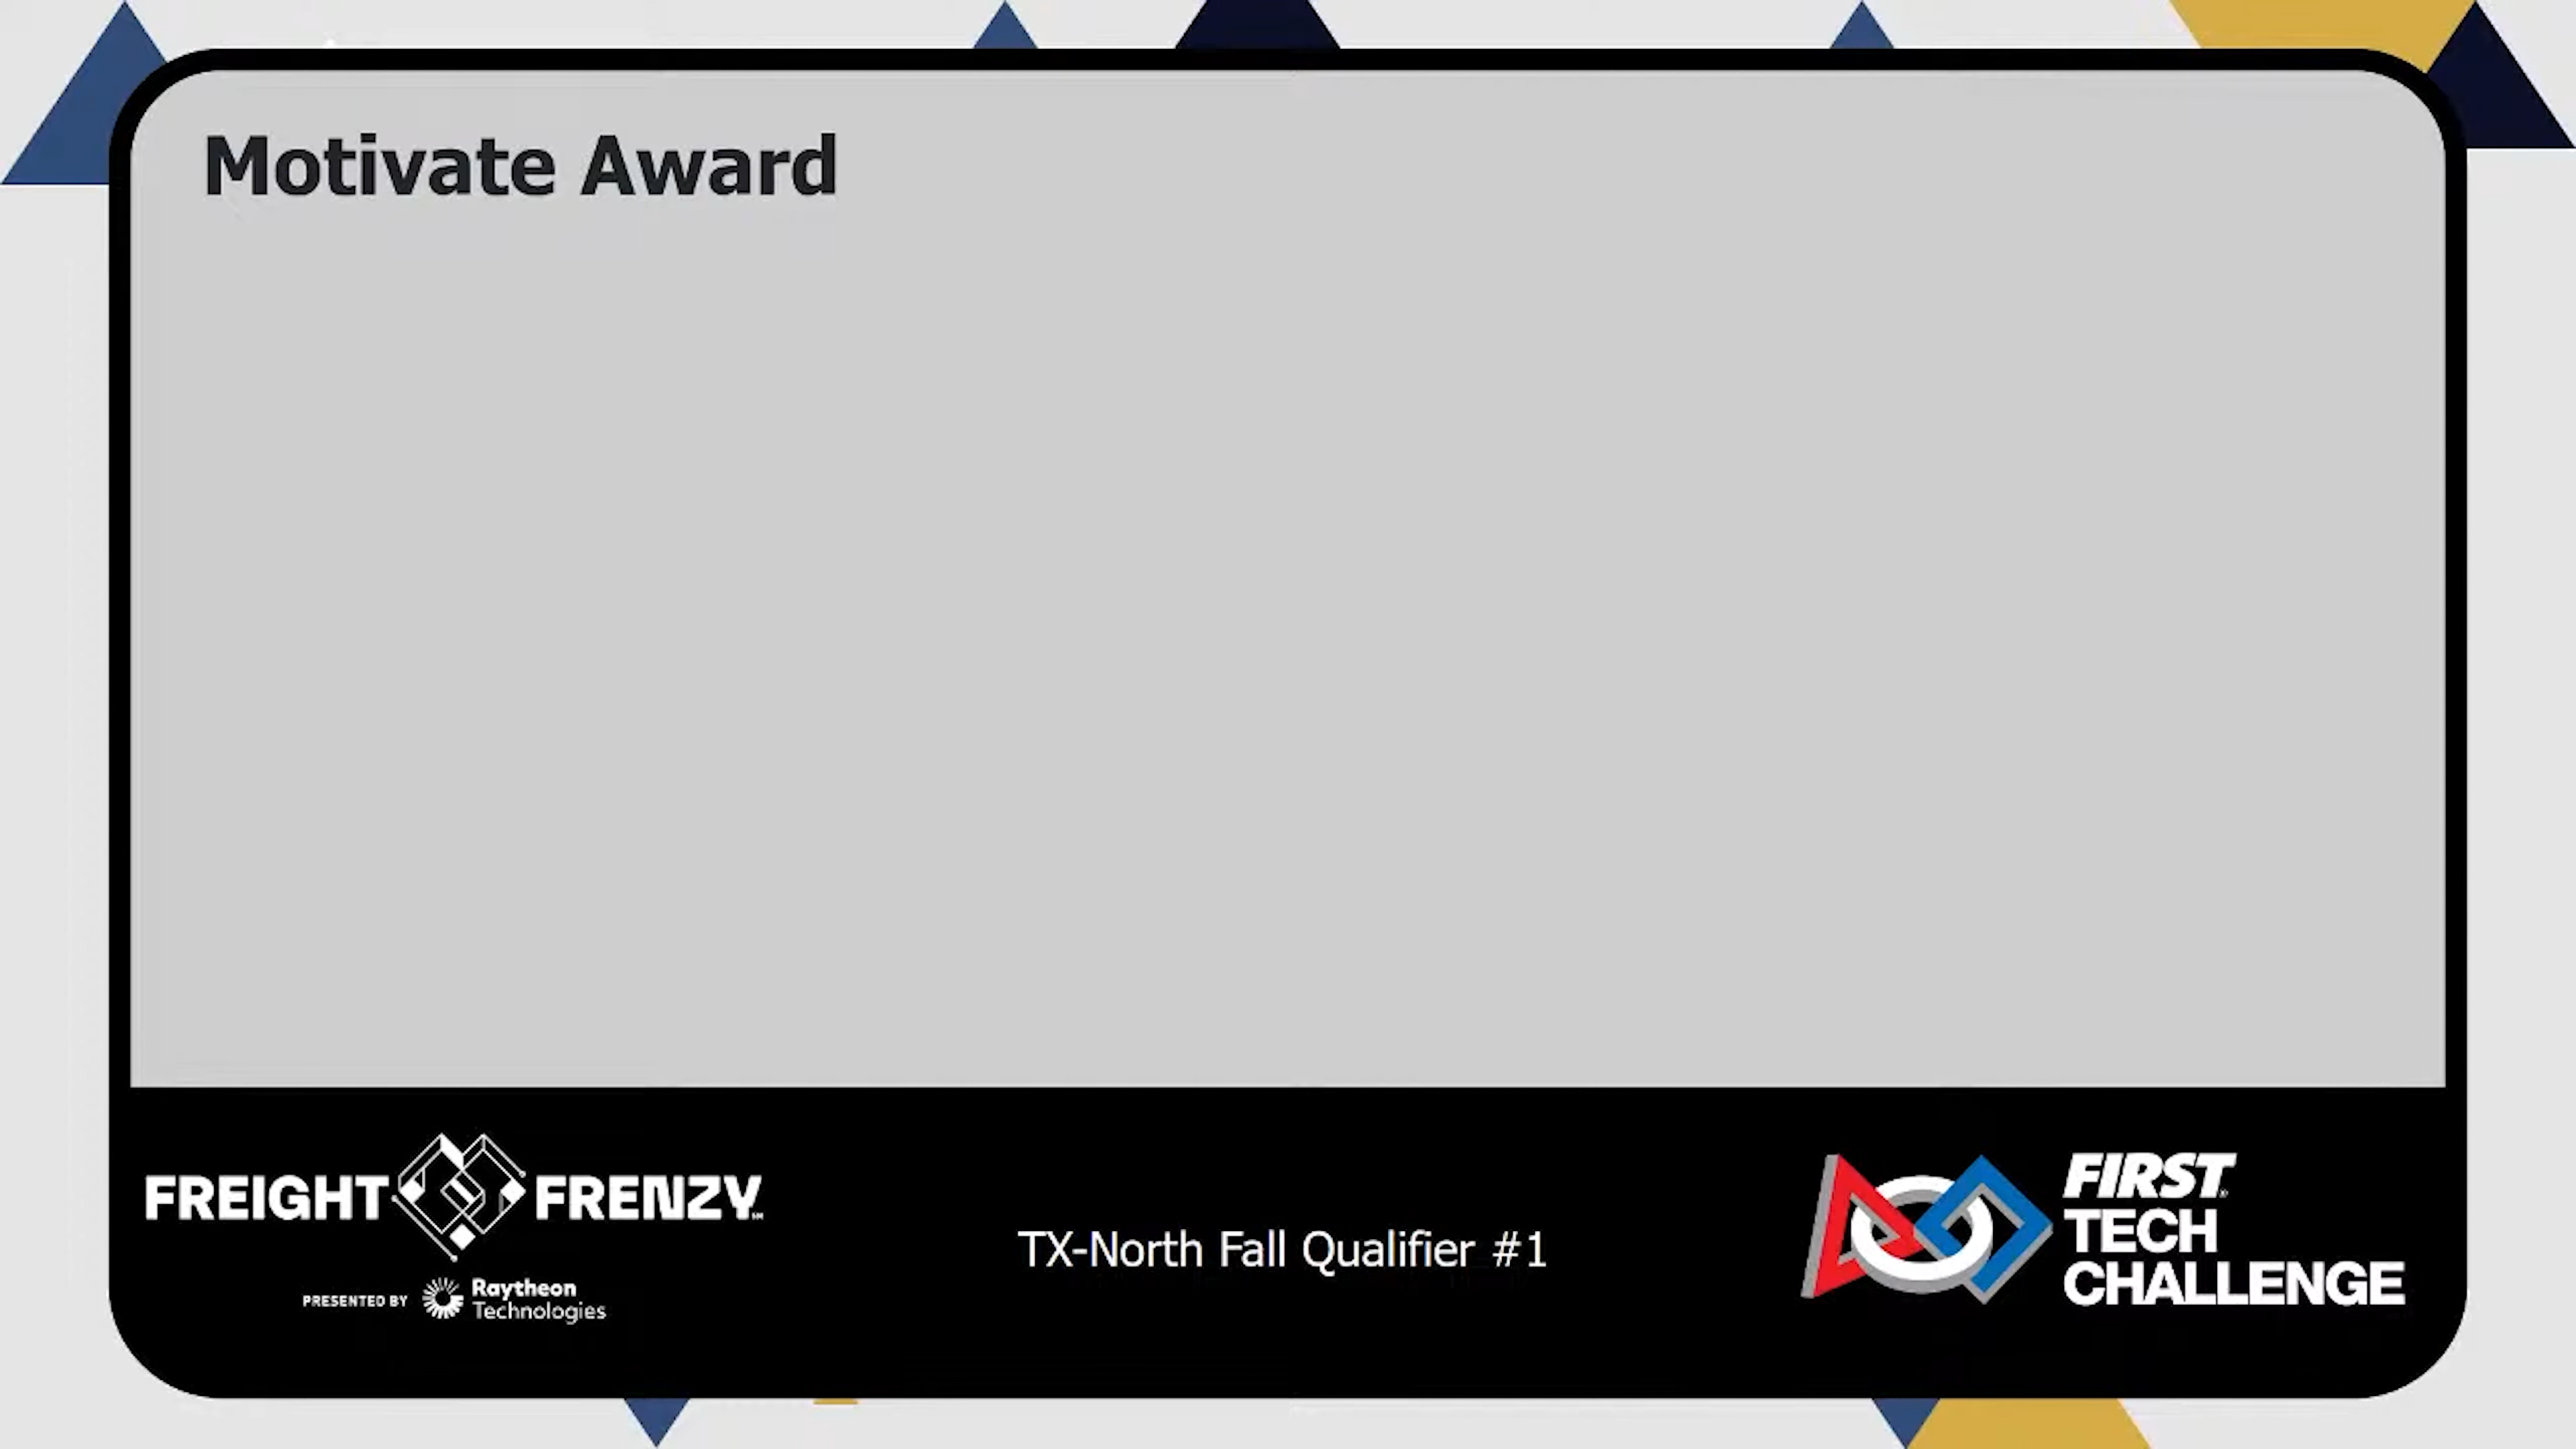 Motivate Award
FREIGHT FRENZY
PRESENTED BY Raytheon
Technologies
TX-North Fall Qualifier #1
FIRST
TECH
CHALLENGE